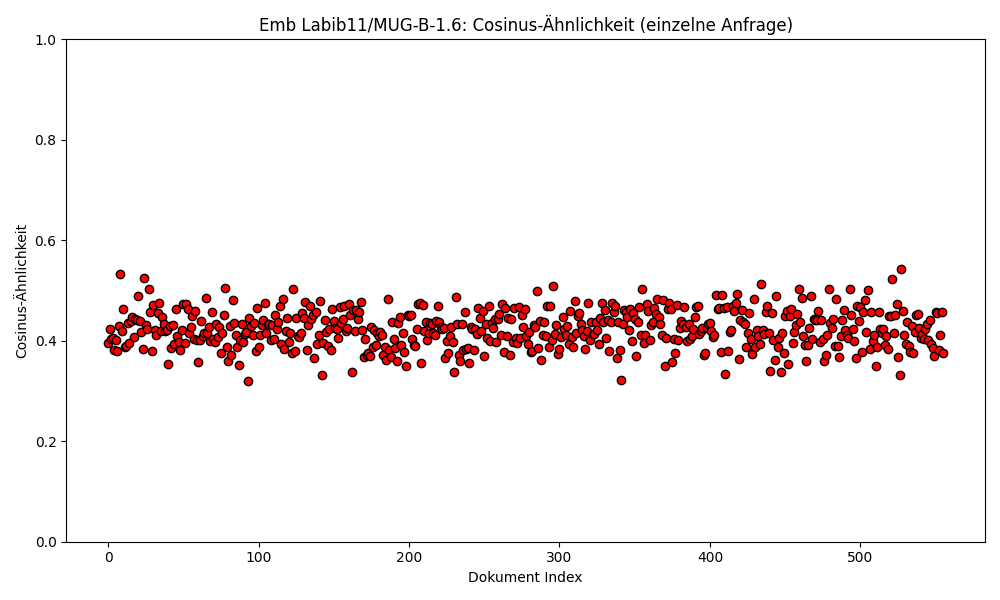 Emb Labib11/MUG-B-1.6: Cosinus-Ähnlichkeit (einzelne Anfrage)
1.0
0.8
0.6
0.4
0.2
0.0
Cosinus-Ähnlichkeit
0 100 200 300 400 500
Dokument Index